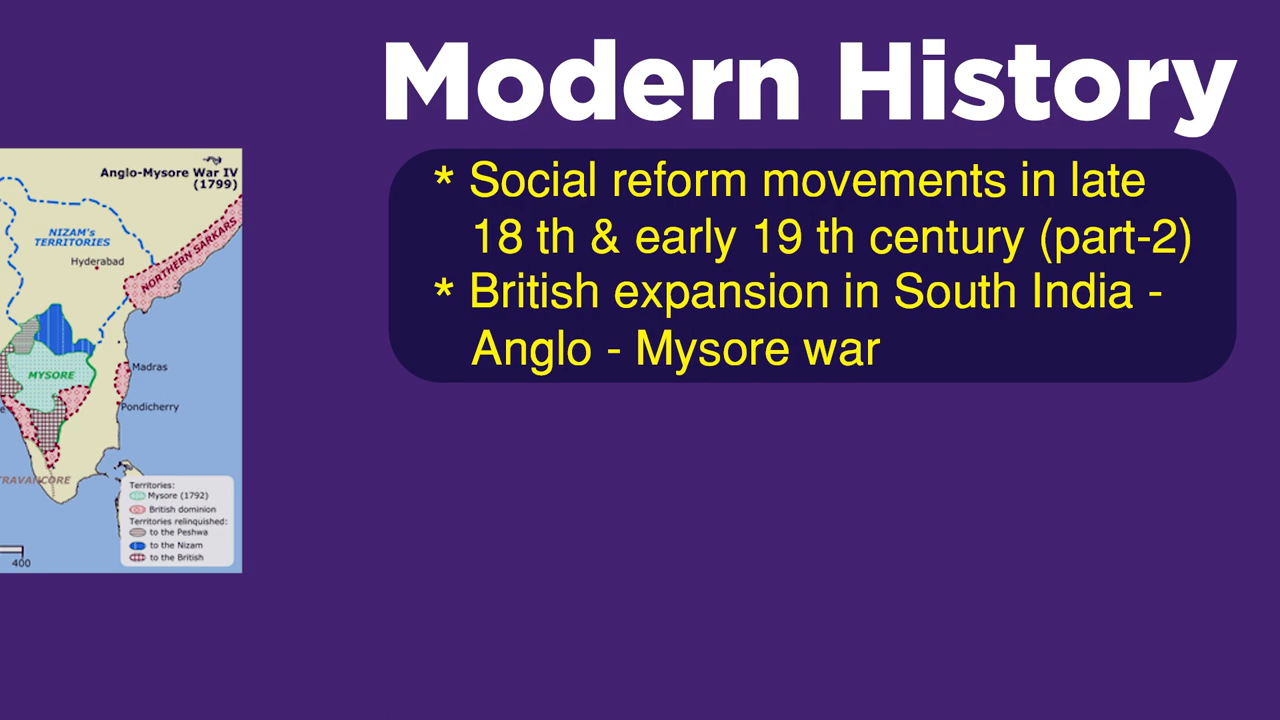 Modern History
* Social reform movements in late
18 th & early 19 th century (part-2)
* British expansion in South India -
Anglo - Mysore war
Anglo-Mysore War IV
(1799)
NIZAM's
TERRITORIES
Hyderabad
NORTHERN SARKARS
MYSORE
Madras
Pondicherry
Territories:
Mysore (1792)
British dominion
Territories relinquished:
to the Peshwa
to the Nizam
to the British
400